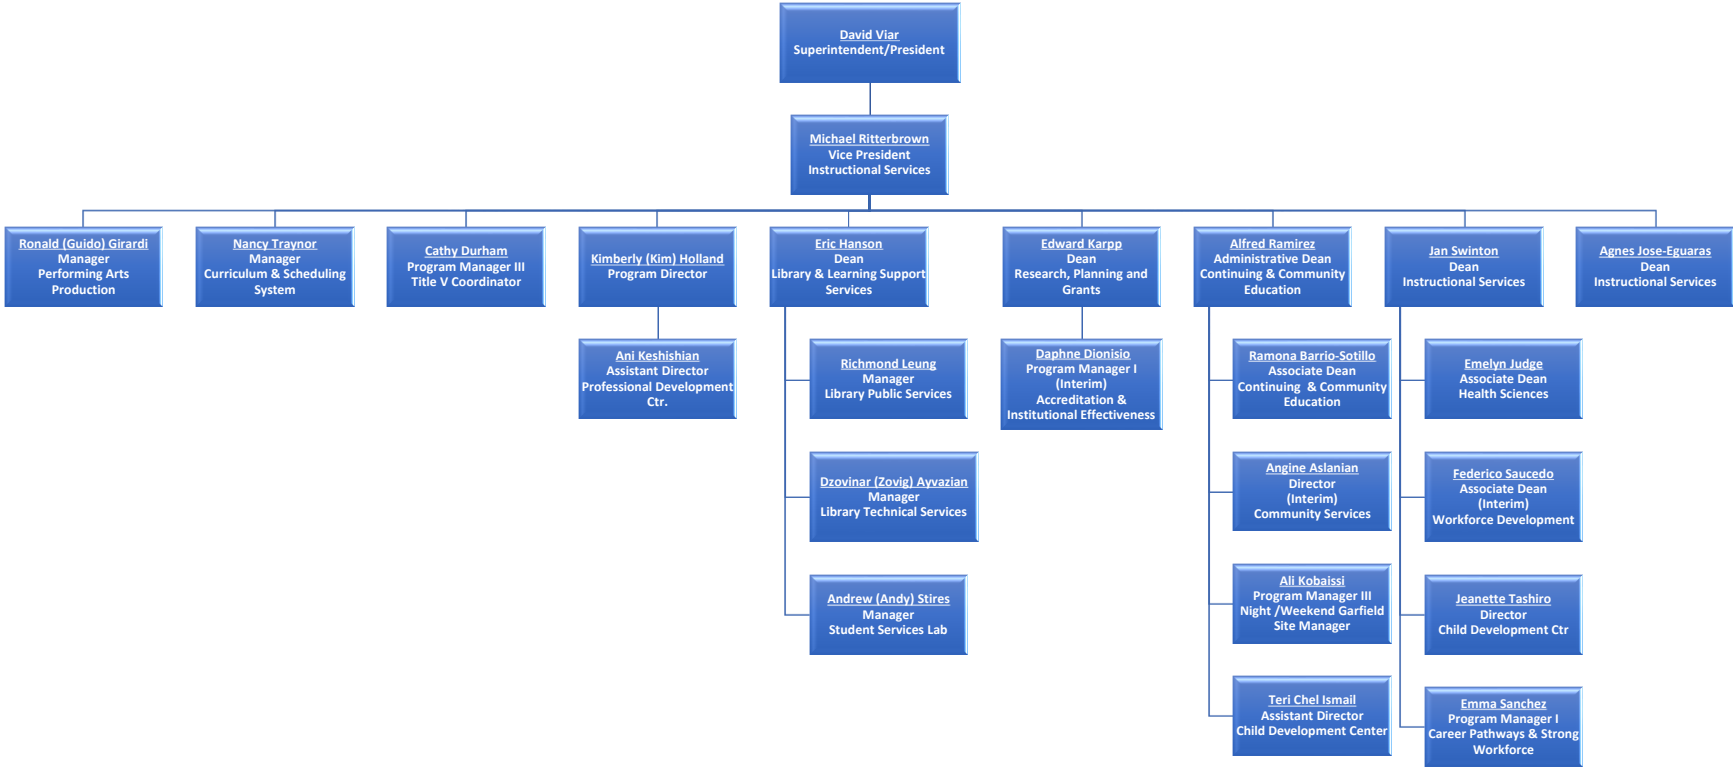 David Viar
Superintendent/President
Michael Ritterbrown
Vice President
Instructional Services
Ronald (Guido) Girardi
Manager
Performing Arts
Production
Nancy Traynor
Manager
Curriculum & Scheduling
System
Cathy Durham
Program Manager III
Title V Coordinator
Kimberly (Kim) Holland
Program Director
Eric Hanson
Dean
Library & Learning Support
Services
Edward Karpp
Dean
Research, Planning and
Grants
Alfred Ramirez
Administrative Dean
Continuing & Community
Education
Jan Swinton
Dean
Instructional Services
Agnes Jose-Eguaras
Dean
Instructional Services
Ani Keshishian
Assistant Director
Professional Development
Ctr.
Richmond Leung
Manager
Library Public Services
Daphne Dionisio
Program Manager I
(Interim)
Accreditation &
Institutional Effectiveness
Ramona Barrio-Sotillo
Associate Dean
Continuing & Community
Education
Emelyn Judge
Associate Dean
Health Sciences
Dzovinar (Zovig) Ayvazian
Manager
Library Technical Services
Angine Aslanian
Director
(Interim)
Community Services
Federico Saucedo
Associate Dean
(Interim)
Workforce Development
Andrew (Andy) Stires
Manager
Student Services Lab
Ali Kobaissi
Program Manager III
Night /Weekend Garfield
Site Manager
Jeanette Tashiro
Director
Child Development Ctr
Teri Chel Ismail
Assistant Director
Child Development Center
Emma Sanchez
Program Manager I
Career Pathways & Strong
Workforce